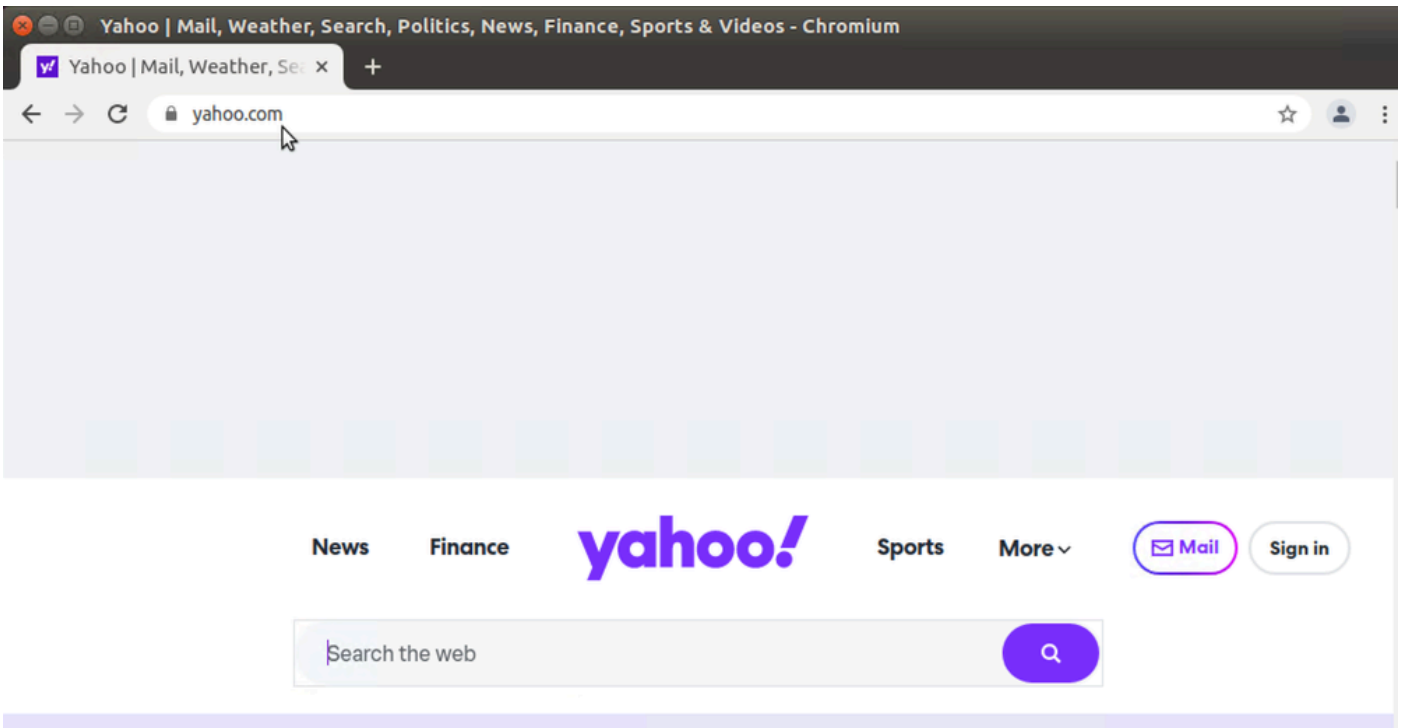 Yahoo | Mail, Weather, Search, Politics, News, Finance, Sports & Videos - Chromium
y! Yahoo | Mail, Weather, Sea
yahoo.com
News Finance yahoo! Sports More Mail Sign in
Search the web